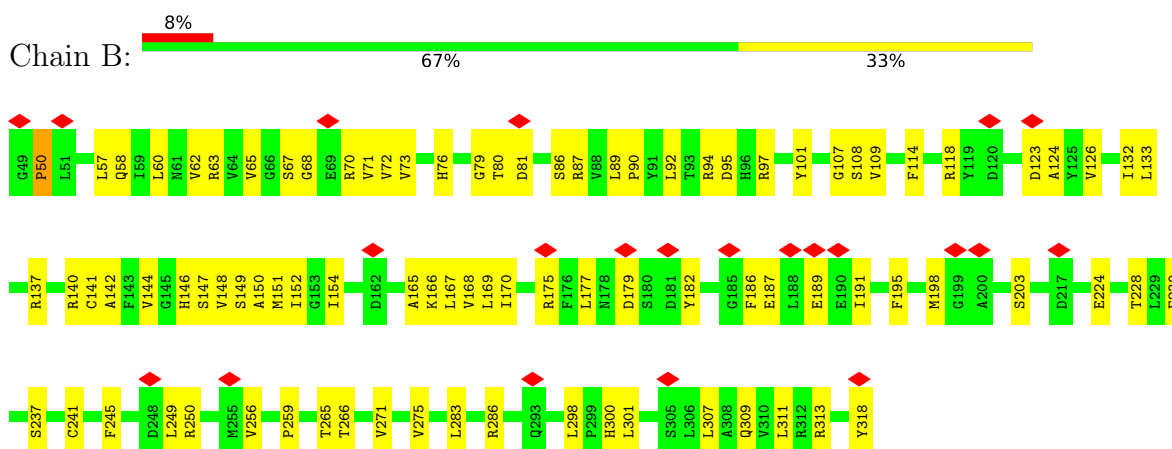 8%
Chain B:
67% 33%
G49 P50 L51 L57 Q58 I59 L60 N61 V62 R63 V64 V65 G66 S67 G68 E69 R70 V71 V72 V73 H76 G79 T80 D81 S86 R87 V88 L89 P90 Y91 L92 T93 R94 D95 H96 R97 Y101 G107 S108 V109 F114 R118 Y119 D120 D123 A124 Y125 V126 I132 L133
R137 R140 C141 A142 F143 V144 G145 H146 S147 V148 S149 A150 M151 I152 G153 I154 D162 A165 K166 L167 V168 L169 I170 R175 F176 L177 N178 D179 S180 D181 Y182 G185 F186 E187 L188 E189 E190 I191 F195 M198 G199 A200 S203 D217 E224 T228 L229
S237 C241 F245 D248 L249 R250 M255 V256 P259 T265 T266 V271 V275 L283 R286 Q293 L298 P299 H300 L301 S305 L306 L307 A308 Q309 V310 L311 R312 R313 Y318